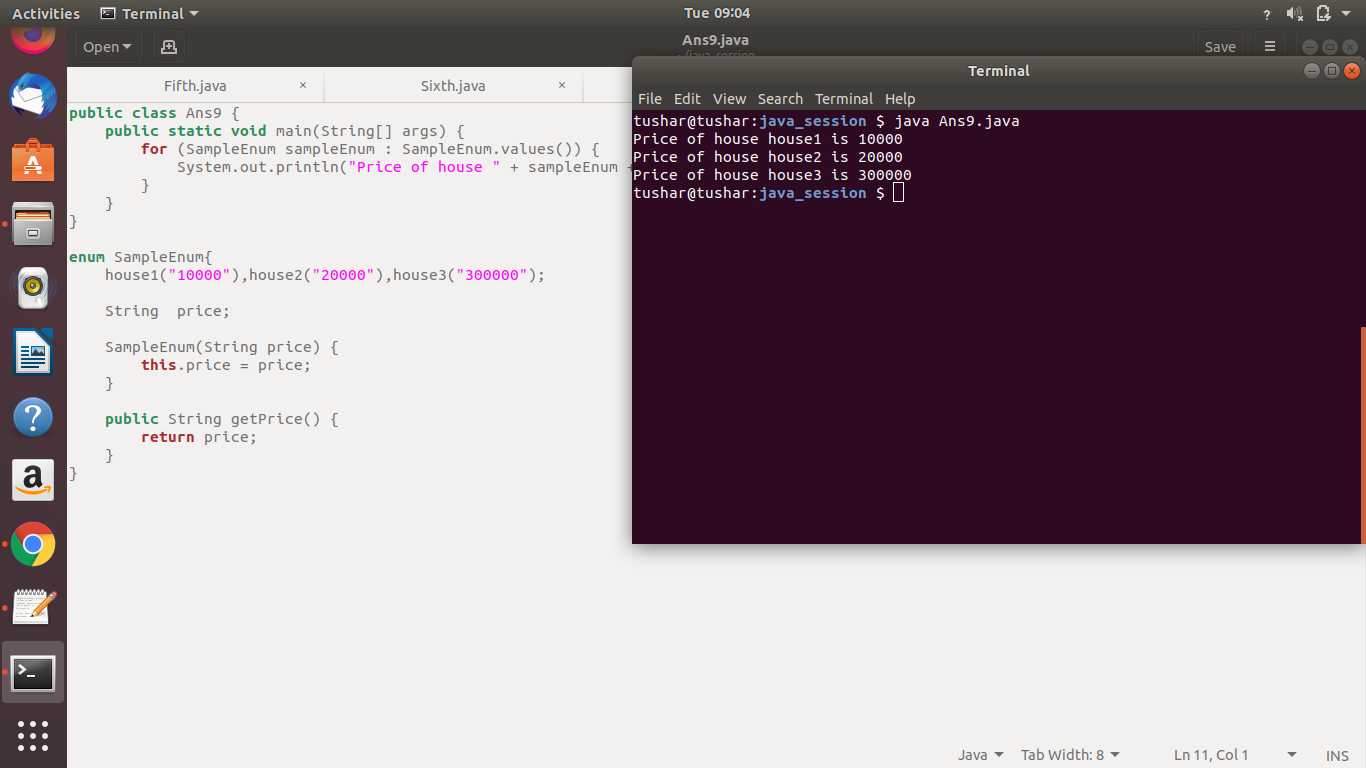 Activities Terminal Tue 09:04 ?
Open Ans9.java Save
~/java_session
Fifth.java × Sixth.java ×
public class Ans9 {
    public static void main(String[] args) {
        for (SampleEnum sampleEnum : SampleEnum.values()) {
            System.out.println("Price of house " + sampleEnum
        }
    }
}
enum SampleEnum{
    house1("10000"),house2("20000"),house3("300000");
    String  price;
    SampleEnum(String price) {
        this.price = price;
    }
    public String getPrice() {
        return price;
    }
}
Terminal
File Edit View Search Terminal Help
tushar@tushar:java_session $ java Ans9.java
Price of house house1 is 10000
Price of house house2 is 20000
Price of house house3 is 300000
tushar@tushar:java_session $
Java Tab Width: 8 Ln 11, Col 1 INS